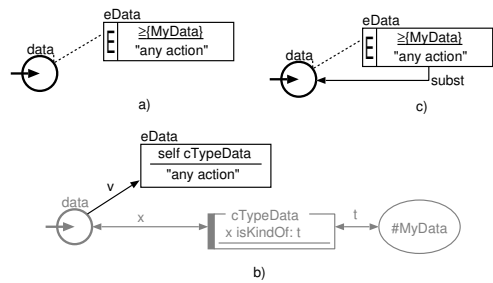 eData
data
E
≥{MyData}
"any action"
a)
eData
data
E
≥{MyData}
"any action"
subst
c)
eData
self cTypeData
"any action"
v
data
x
cTypeData
x isKindOf: t
t
#MyData
b)